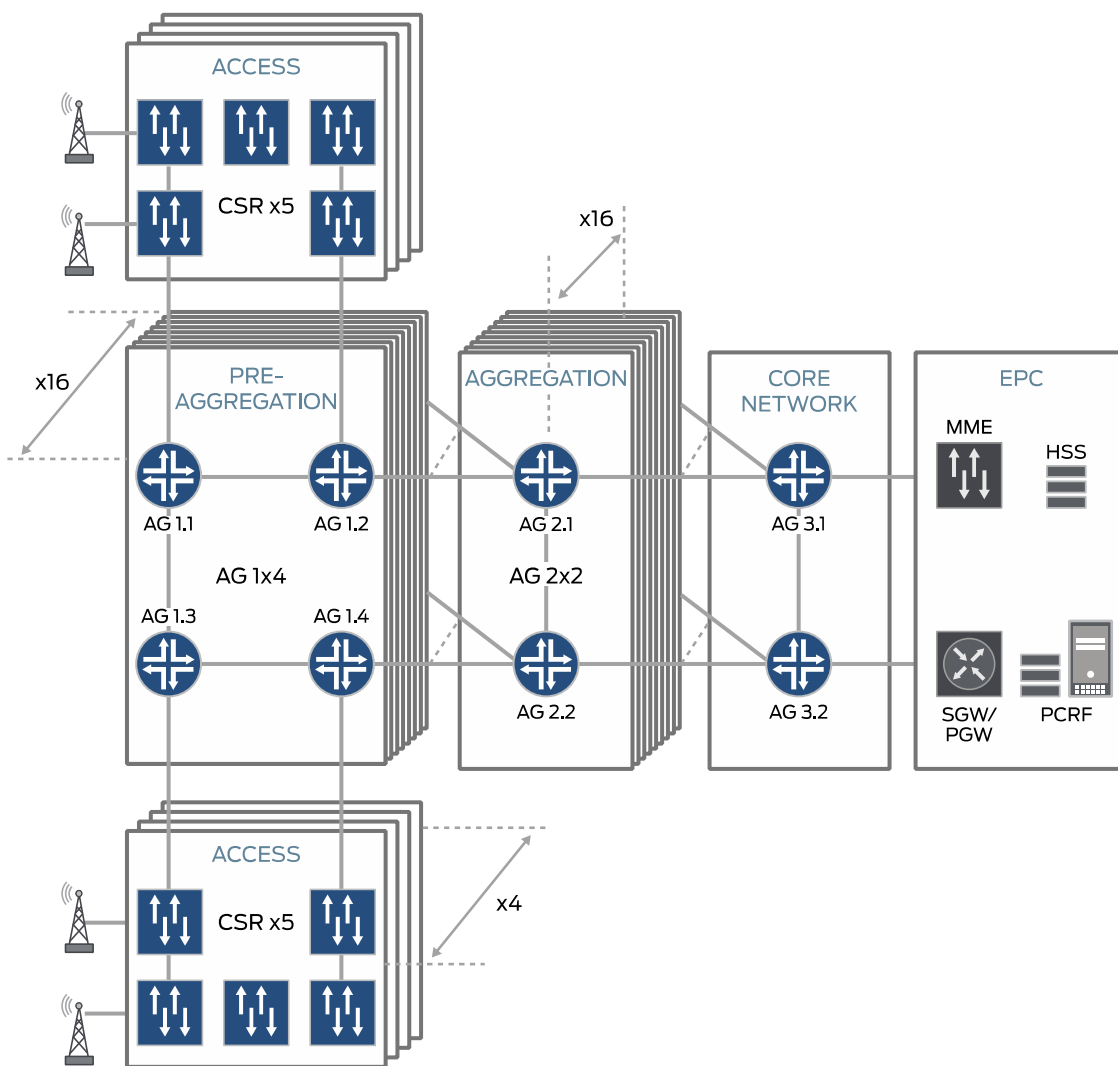 ACCESS
CSR x5
x16
x16
PRE-
AGGREGATION
AGGREGATION
CORE
NETWORK
EPC
MME
HSS
AG 1.1
AG 1.2
AG 2.1
AG 3.1
AG 1x4
AG 2x2
AG 1.3
AG 1.4
AG 2.2
AG 3.2
SGW/
PGW
PCRF
ACCESS
CSR x5
x4